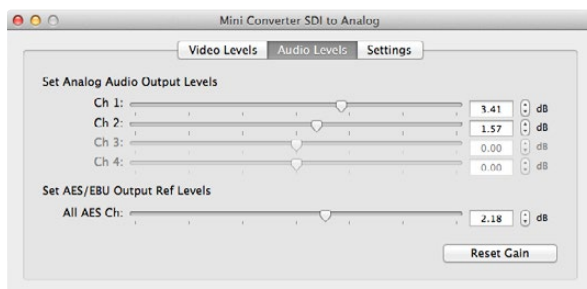 Mini Converter SDI to Analog
Video Levels Audio Levels Settings
Set Analog Audio Output Levels
Ch 1: 3.41 dB
Ch 2: 1.57 dB
Ch 3: 0.00 dB
Ch 4: 0.00 dB
Set AES/EBU Output Ref Levels
All AES Ch: 2.18 dB
Reset Gain